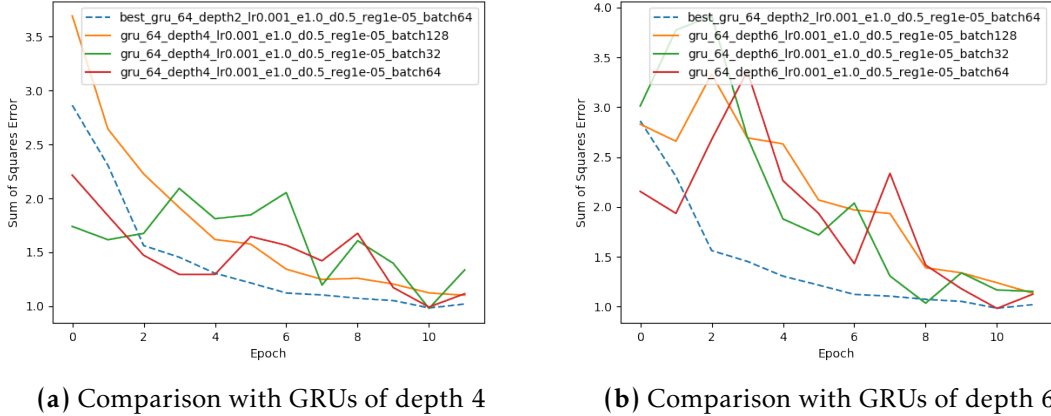 best_gru_64_depth2_lr0.001_e1.0_d0.5_reg1e-05_batch64
gru_64_depth4_lr0.001_e1.0_d0.5_reg1e-05_batch128
gru_64_depth4_lr0.001_e1.0_d0.5_reg1e-05_batch32
gru_64_depth4_lr0.001_e1.0_d0.5_reg1e-05_batch64
3.5
3.0
2.5
2.0
1.5
1.0
Sum of Squares Error
0 2 4 6 8 10
Epoch
(a) Comparison with GRUs of depth 4
best_gru_64_depth2_lr0.001_e1.0_d0.5_reg1e-05_batch64
gru_64_depth6_lr0.001_e1.0_d0.5_reg1e-05_batch128
gru_64_depth6_lr0.001_e1.0_d0.5_reg1e-05_batch32
gru_64_depth6_lr0.001_e1.0_d0.5_reg1e-05_batch64
4.0
3.5
3.0
2.5
2.0
1.5
1.0
Sum of Squares Error
0 2 4 6 8 10
Epoch
(b) Comparison with GRUs of depth 6